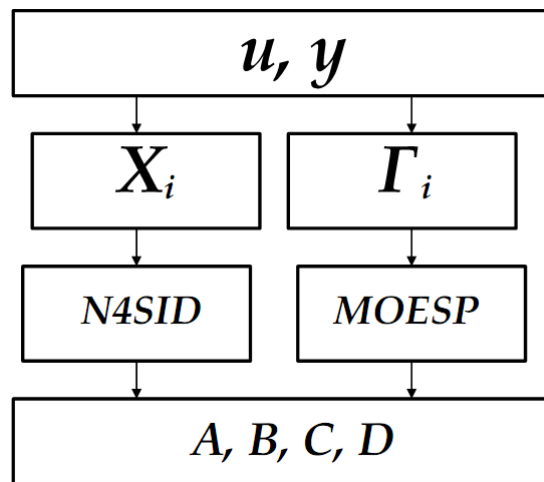 u, y
X_i
Γ_i
N4SID
MOESP
A, B, C, D